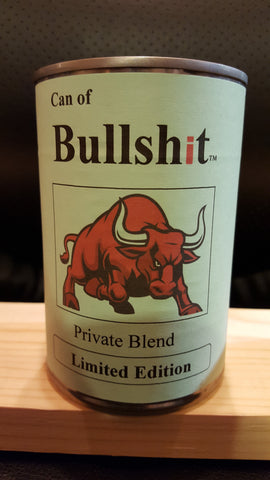 Can of
Bullshit™
Private Blend
Limited Edition